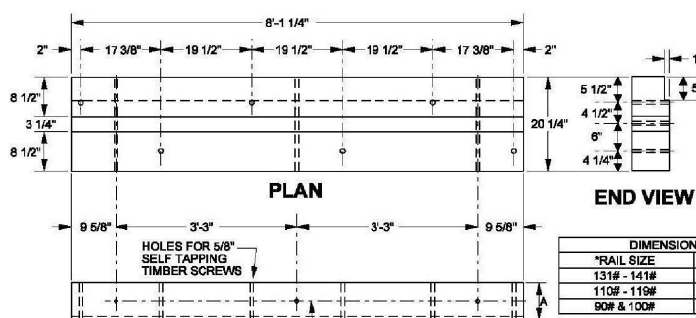 8'-1 1/4"
2" 17 3/8" 19 1/2" 19 1/2" 19 1/2" 17 3/8" 2"
8 1/2"
3 1/4"
8 1/2"
20 1/4"
5 1/2"
4 1/2"
6"
4 1/4"
PLAN
END VIEW
9 5/8" 3'-3" 3'-3" 9 5/8"
HOLES FOR 5/8"
SELF TAPPING
TIMBER SCREWS
A
DIMENSION
*RAIL SIZE
131# - 141#
110# - 119#
90# & 100#